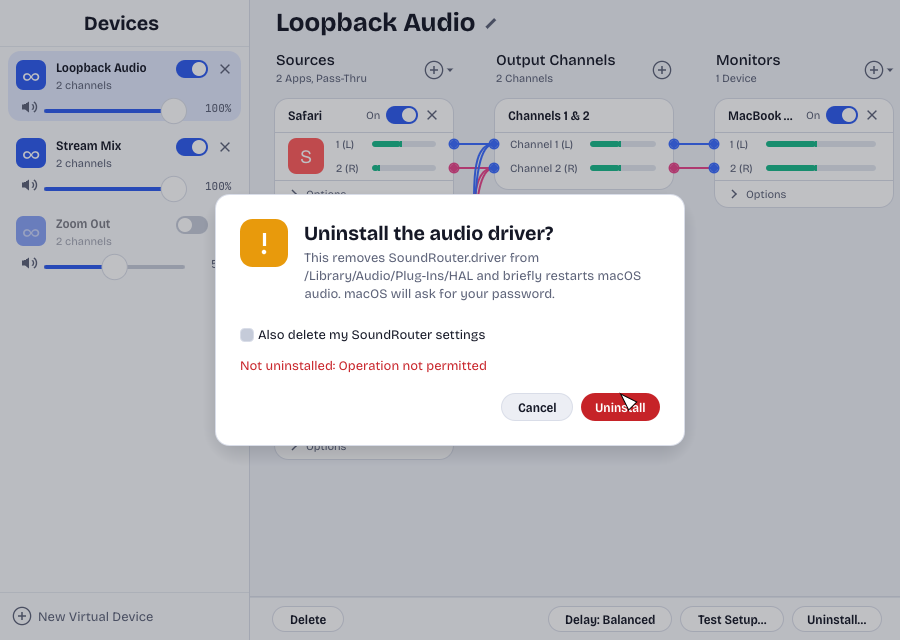 Devices
Loopback Audio
2 channels
100%
Stream Mix
2 channels
100%
Zoom Out
2 channels
New Virtual Device
Loopback Audio
Sources
2 Apps, Pass-Thru
Output Channels
2 Channels
Monitors
1 Device
Safari
On
S
1 (L)
2 (R)
Options
Channels 1 & 2
Channel 1 (L)
Channel 2 (R)
MacBook ...
On
1 (L)
2 (R)
Options
!
Uninstall the audio driver?
This removes SoundRouter.driver from
/Library/Audio/Plug-Ins/HAL and briefly restarts macOS
audio. macOS will ask for your password.
Also delete my SoundRouter settings
Not uninstalled: Operation not permitted
Cancel
Uninstall
Options
Delete
Delay: Balanced
Test Setup...
Uninstall...